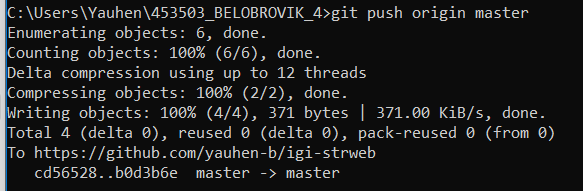 C:\Users\Yauhen\453503_BELOBROVIK_4>git push origin master
Enumerating objects: 6, done.
Counting objects: 100% (6/6), done.
Delta compression using up to 12 threads
Compressing objects: 100% (2/2), done.
Writing objects: 100% (4/4), 371 bytes | 371.00 KiB/s, done.
Total 4 (delta 0), reused 0 (delta 0), pack-reused 0 (from 0)
To https://github.com/yauhen-b/igi-strweb
   cd56528..b0d3b6e  master -> master